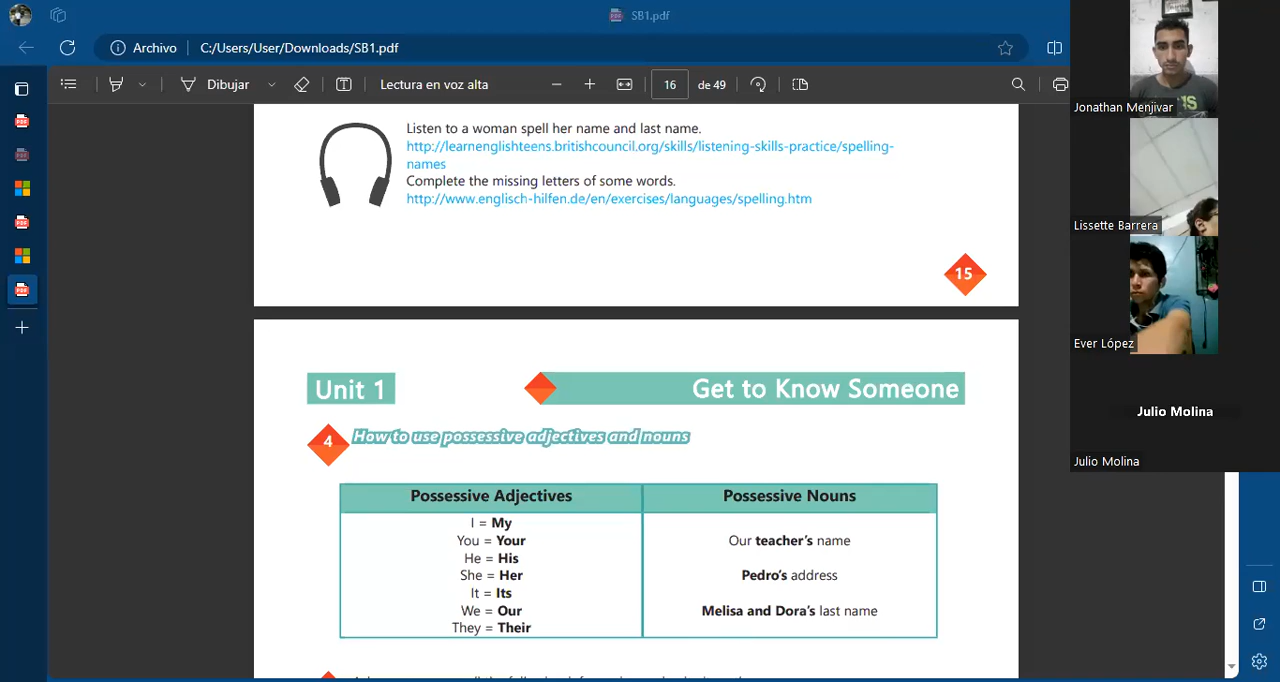 SB1.pdf
Archivo
C:/Users/User/Downloads/SB1.pdf
Dibujar
Lectura en voz alta
16
de 49
Listen to a woman spell her name and last name.
http://learnenglishteens.britishcouncil.org/skills/listening-skills-practice/spelling-
names
Complete the missing letters of some words.
http://www.englisch-hilfen.de/en/exercises/languages/spelling.htm
15
Unit 1
Get to Know Someone
4
How to use possessive adjectives and nouns
Possessive Adjectives
I = My
You = Your
He = His
She = Her
It = Its
We = Our
They = Their
Possessive Nouns
Our teacher's name
Pedro's address
Melisa and Dora's last name
Jonathan Menjivar
Lissette Barrera
Ever López
Julio Molina
Julio Molina